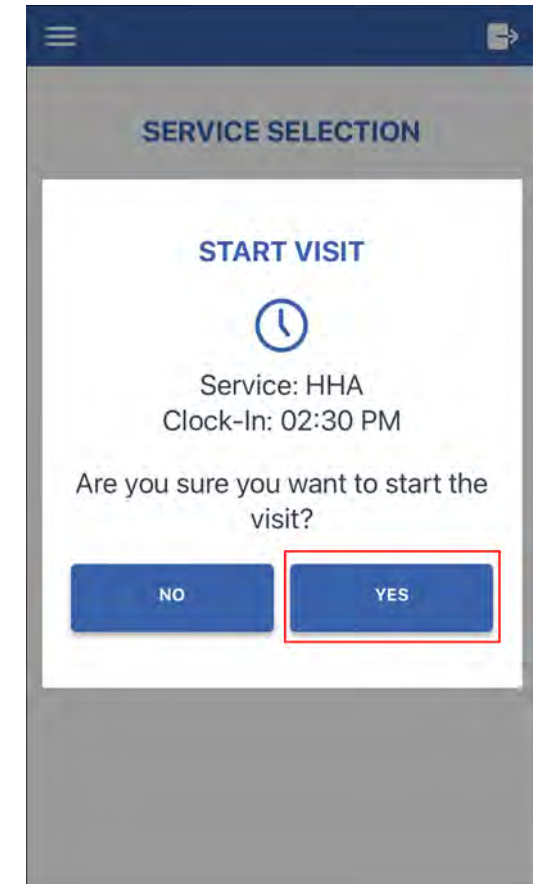 SERVICE SELECTION
START VISIT
Service: HHA
Clock-In: 02:30 PM
Are you sure you want to start the
visit?
NO
YES